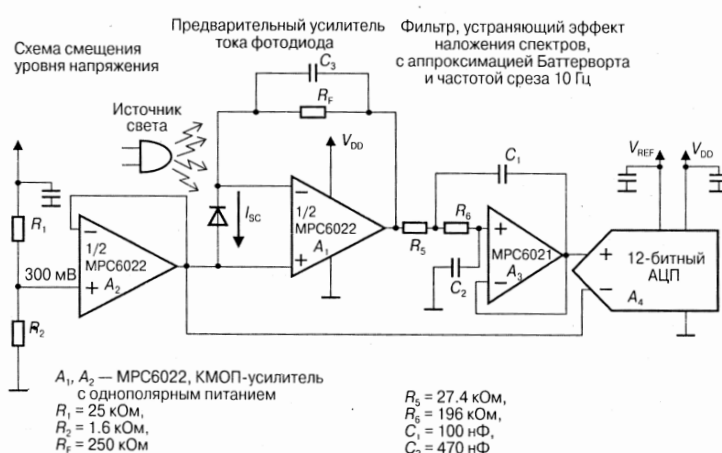 Схема смещения
уровня напряжения
Предварительный усилитель
тока фотодиода
Фильтр, устраняющий эффект
наложения спектров,
с аппроксимацией Баттерворта
и частотой среза 10 Гц
Источник
света
C3
RF
VDD
ISC
R1
300 мВ
R2
1/2
MPC6022
A2
1/2
MPC6022
A1
R5
R6
C1
C2
MPC6021
A3
VREF
VDD
12-битный
АЦП
A4
A1, A2 — MPC6022, КМОП-усилитель
с однополярным питанием
R1 = 25 кОм,
R2 = 1.6 кОм,
RF = 250 кОм
R5 = 27.4 кОм,
R6 = 196 кОм,
C1 = 100 нФ,
C2 = 470 нФ